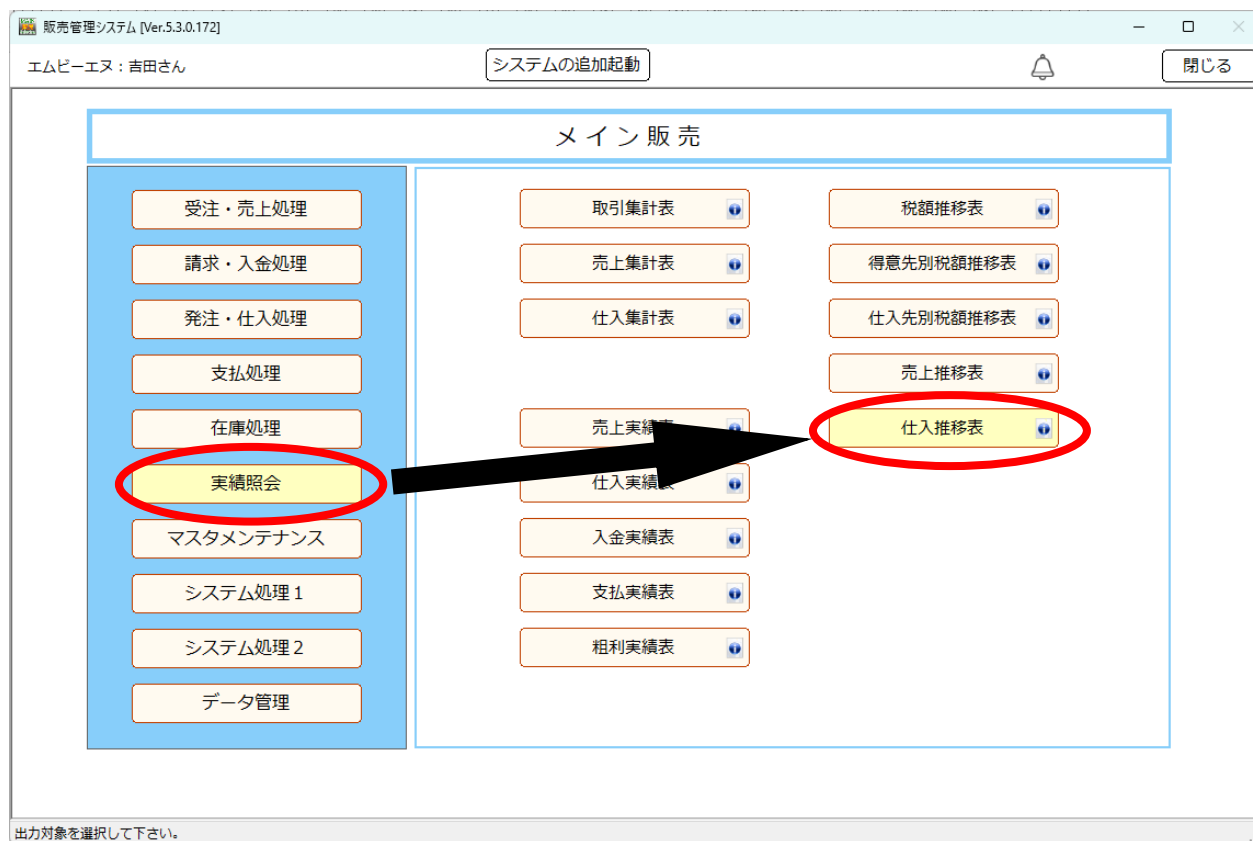 販売管理システム [Ver.5.3.0.172]
エムビーエヌ：吉田さん
システムの追加起動
閉じる
メイン販売
受注・売上処理
請求・入金処理
発注・仕入処理
支払処理
在庫処理
実績照会
マスタメンテナンス
システム処理１
システム処理２
データ管理
取引集計表
売上集計表
仕入集計表
売上実績表
仕入実績表
入金実績表
支払実績表
粗利実績表
税額推移表
得意先別税額推移表
仕入先別税額推移表
売上推移表
仕入推移表
出力対象を選択して下さい。